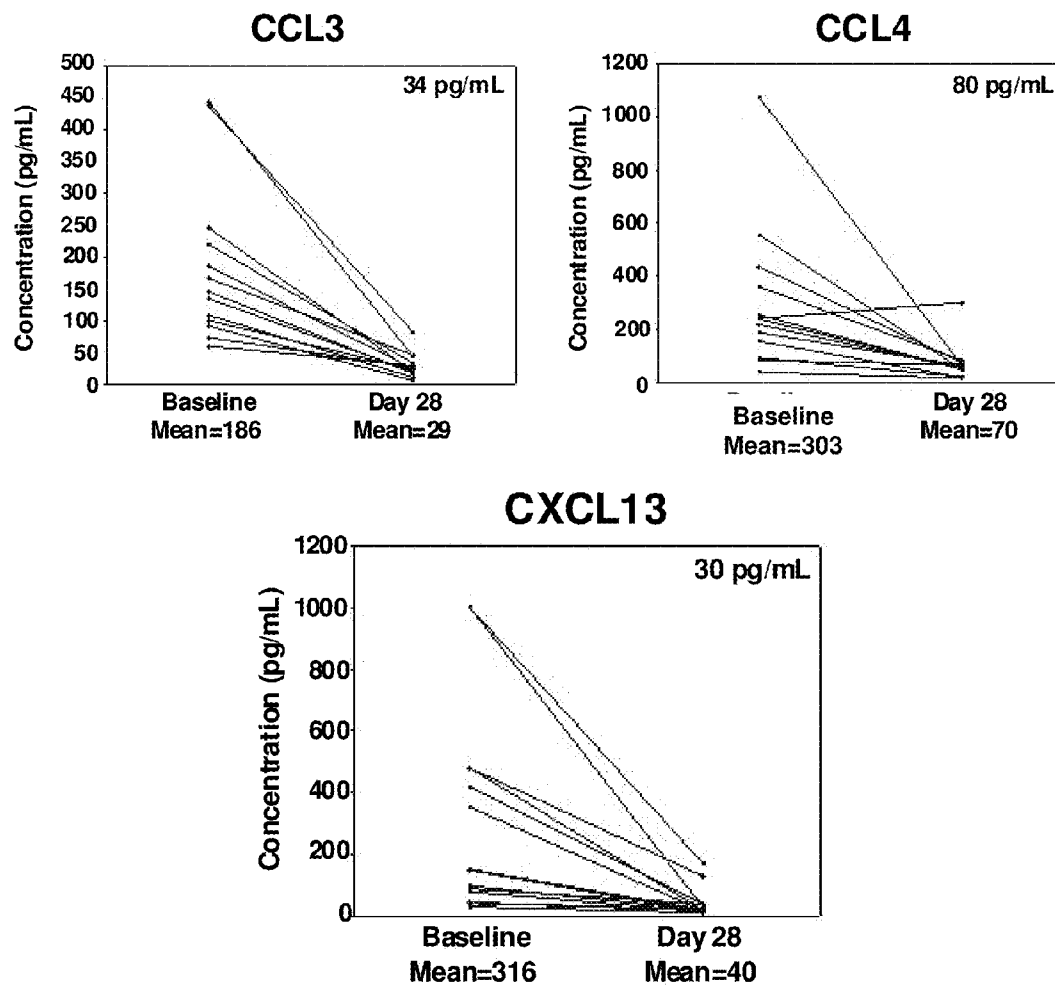 CCL3
500
450
400
350
300
250
200
150
100
50
0
Concentration (pg/mL)
34 pg/mL
Baseline Day 28
Mean=186 Mean=29
CCL4
1200
1000
800
600
400
200
0
Concentration (pg/mL)
80 pg/mL
Baseline Day 28
Mean=303 Mean=70
CXCL13
1200
1000
800
600
400
200
0
Concentration (pg/mL)
30 pg/mL
Baseline Day 28
Mean=316 Mean=40